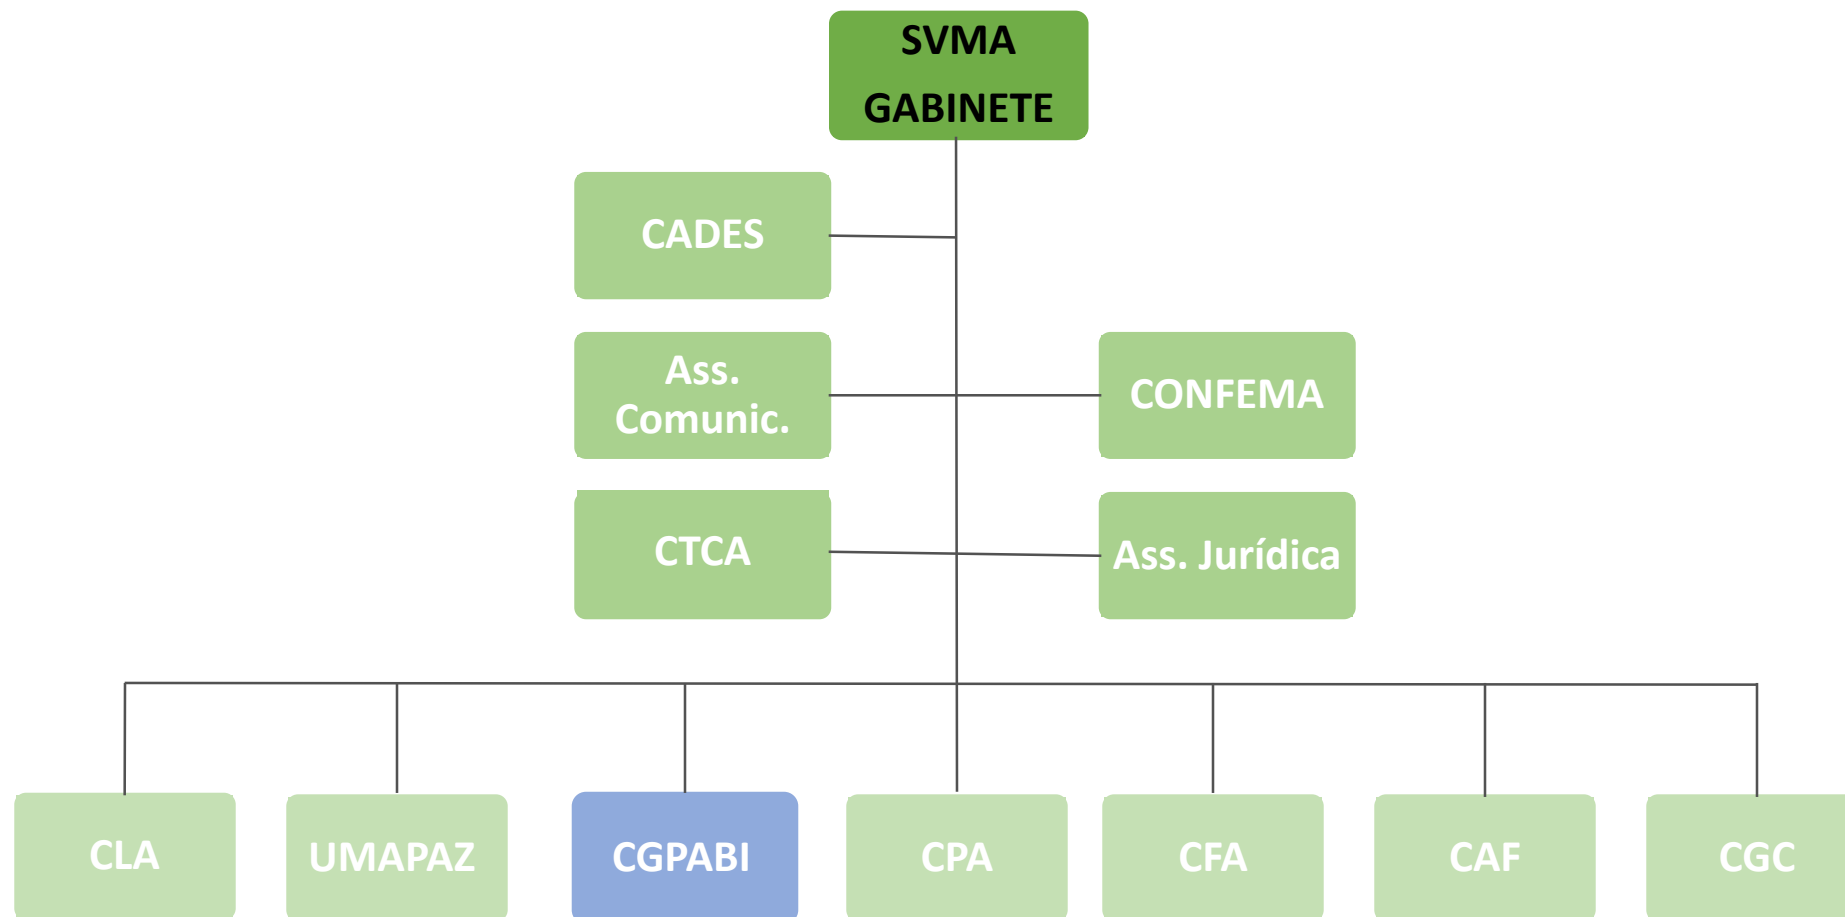 SVMA
GABINETE
CADES
Ass.
Comunic.
CONFEMA
CTCA
Ass. Jurídica
CLA
UMAPAZ
CGPABI
CPA
CFA
CAF
CGC